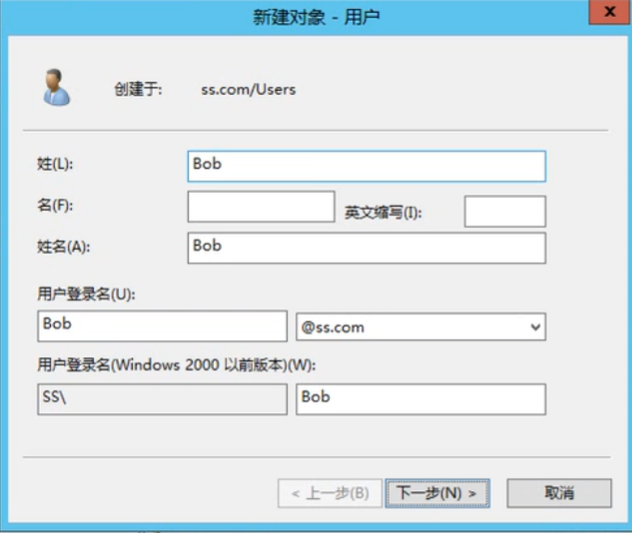 新建对象 - 用户
x
创建于: ss.com/Users
姓(L): Bob
名(F): 英文缩写(I):
姓名(A): Bob
用户登录名(U):
Bob @ss.com
用户登录名(Windows 2000 以前版本)(W):
SS\ Bob
< 上一步(B) 下一步(N) > 取消